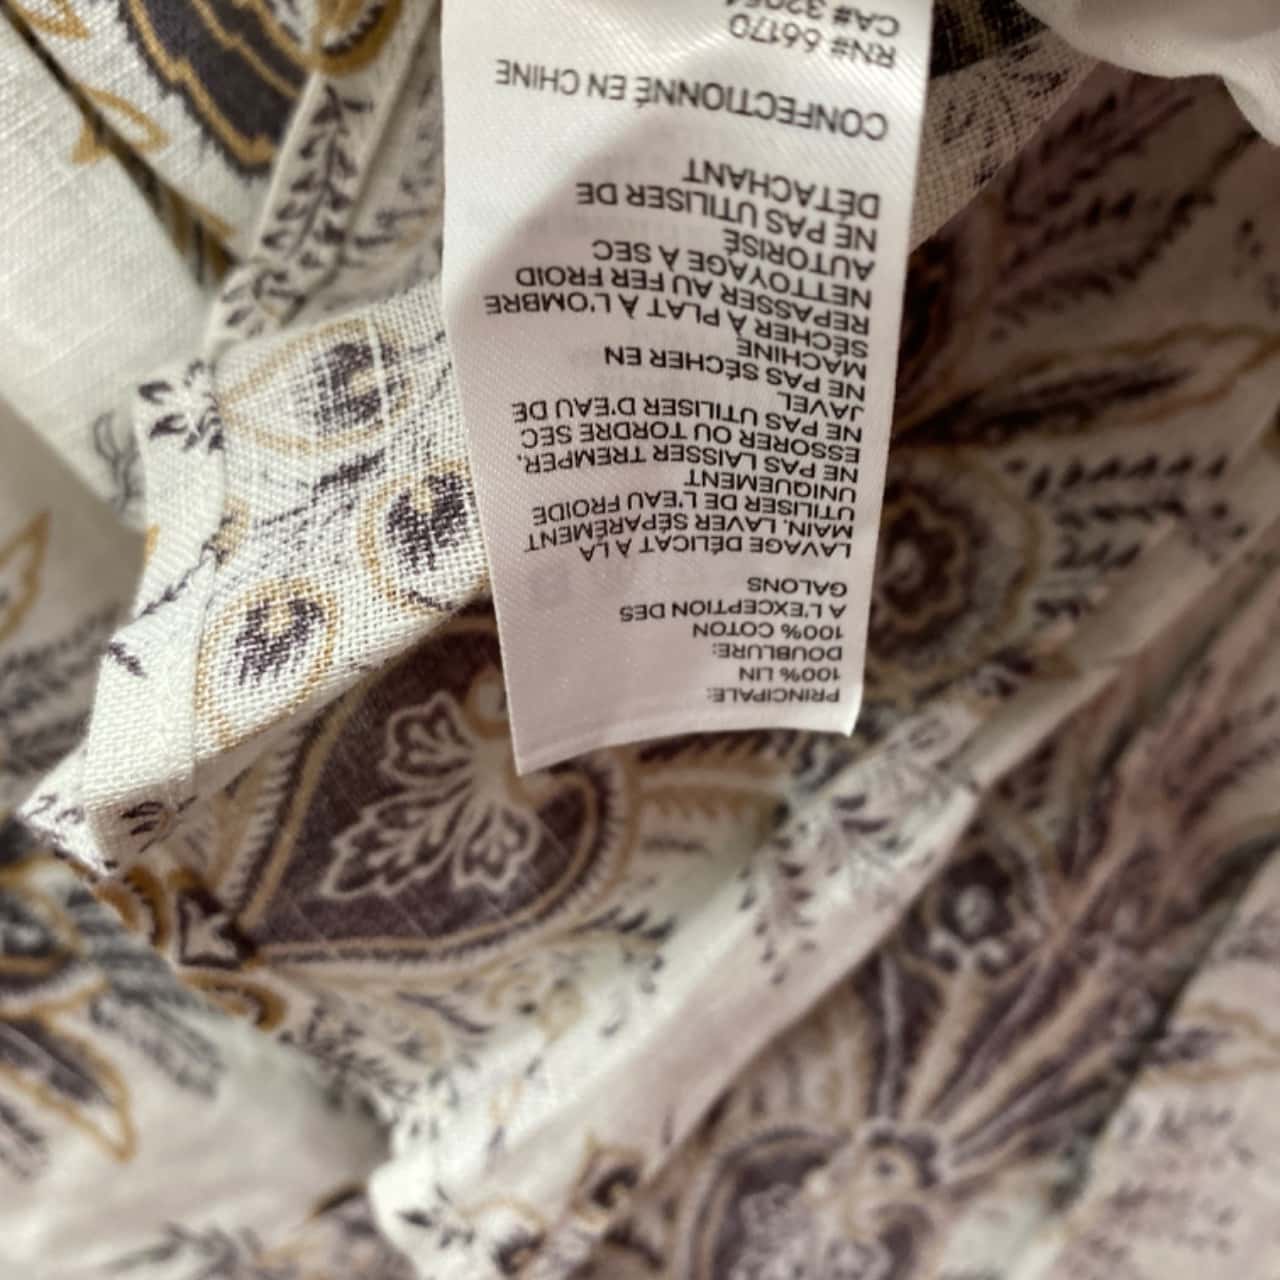 PRINCIPALE:
100% LIN
DOUBLURE:
100% COTON
A L'EXCEPTION DES
GALONS
LAVAGE DÉLICAT A LA
MAIN. LAVER SÉPARÉMENT
UTILISER DE L'EAU FROIDE
UNIQUEMENT
NE PAS LAISSER TREMPER,
ESSORER OU TORDRE SEC
NE PAS UTILISER D'EAU DE
JAVEL
NE PAS SÉCHER EN
MACHINE
SÉCHER À PLAT À L'OMBRE
REPASSER AU FER FROID
NETTOYAGE À SEC
AUTORISÉ
NE PAS UTILISER DE
DÉTACHANT
CONFECTIONNÉ EN CHINE
RN# 66170
CA#